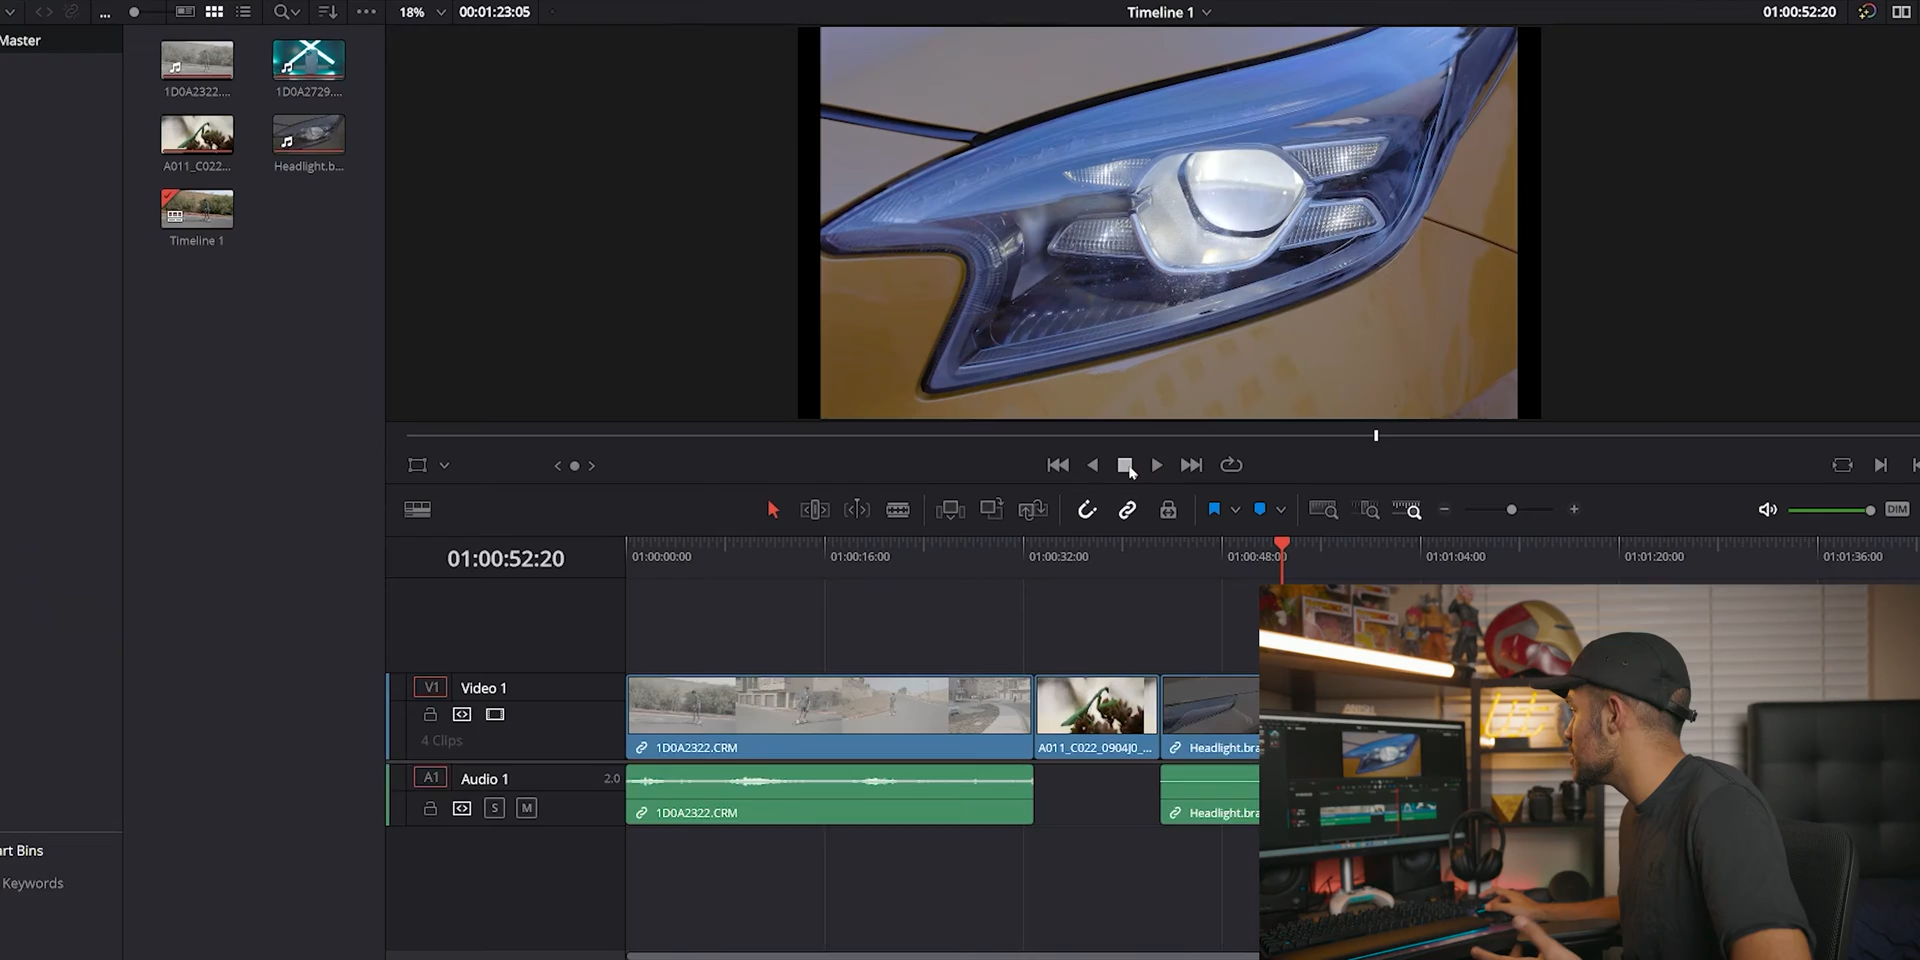 ...
18%
00:01:23:05
Timeline 1
01:00:52:20
Master
1D0A2322....
1D0A2729....
A011_C022...
Headlight.b...
Timeline 1
DIM
01:00:52:20
01:00:00:00
01:00:16:00
01:00:32:00
01:00:48:00
01:01:04:00
01:01:20:00
01:01:36:00
V1
Video 1
4 Clips
1D0A2322.CRM
A011_C022_0904J0_...
Headlight.bra
A1
Audio 1
2.0
S
M
1D0A2322.CRM
Headlight.bra
art Bins
Keywords